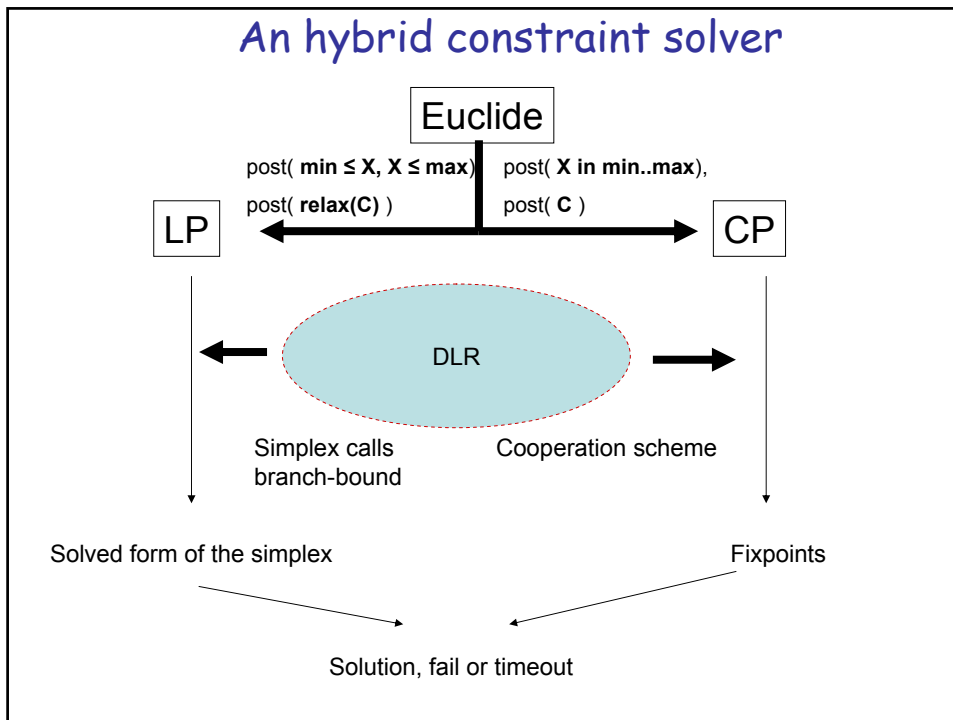 An hybrid constraint solver
Euclide
post( min ≤ X, X ≤ max)
post( relax(C) )
post( X in min..max),
post( C )
LP
CP
DLR
Simplex calls
branch-bound
Cooperation scheme
Solved form of the simplex
Fixpoints
Solution, fail or timeout